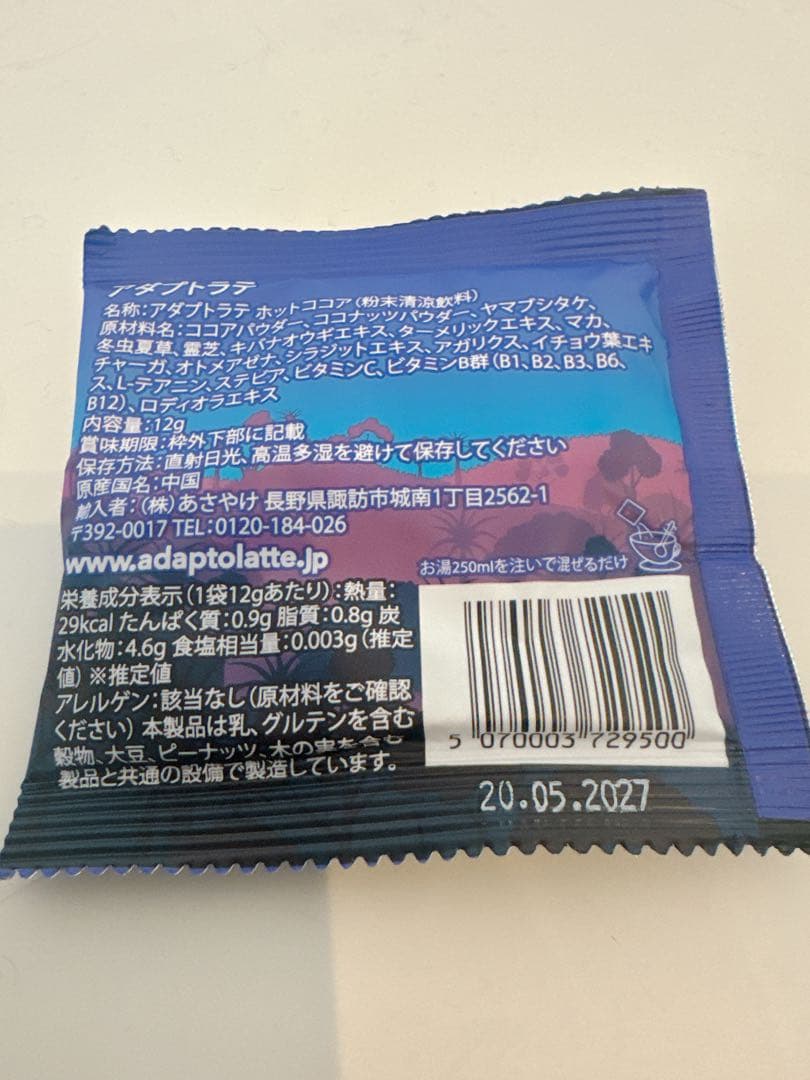 アダプトラテ
名称：アダプトラテ ホットココア（粉末清涼飲料）
原材料名：ココアパウダー、ココナッツパウダー、ヤマブシタケ、
冬虫夏草、霊芝、キバナオウギエキス、ターメリックエキス、マカ、
チャーガ、オトメアゼナ、シラジットエキス、アガリクス、イチョウ葉エキ
ス、L-テアニン、ステビア、ビタミンC、ビタミンB群（B1、B2、B3、B6、
B12）、ロディオラエキス
内容量：12g
賞味期限：枠外下部に記載
保存方法：直射日光、高温多湿を避けて保存してください
原産国名：中国
輸入者：（株）あさやけ 長野県諏訪市城南1丁目2562-1
〒392-0017 TEL：0120-184-026
www.adaptolatte.jp
お湯250mlを注いで混ぜるだけ
栄養成分表示（1袋12gあたり）：熱量：
29kcal たんぱく質：0.9g 脂質：0.8g 炭
水化物：4.6g 食塩相当量：0.003g（推定
値）※推定値
アレルゲン：該当なし（原材料をご確認
ください）本製品は乳、グルテンを含む
穀物、大豆、ピーナッツ、木の実を含む
製品と共通の設備で製造しています。
5 070003 729500
20.05.2027